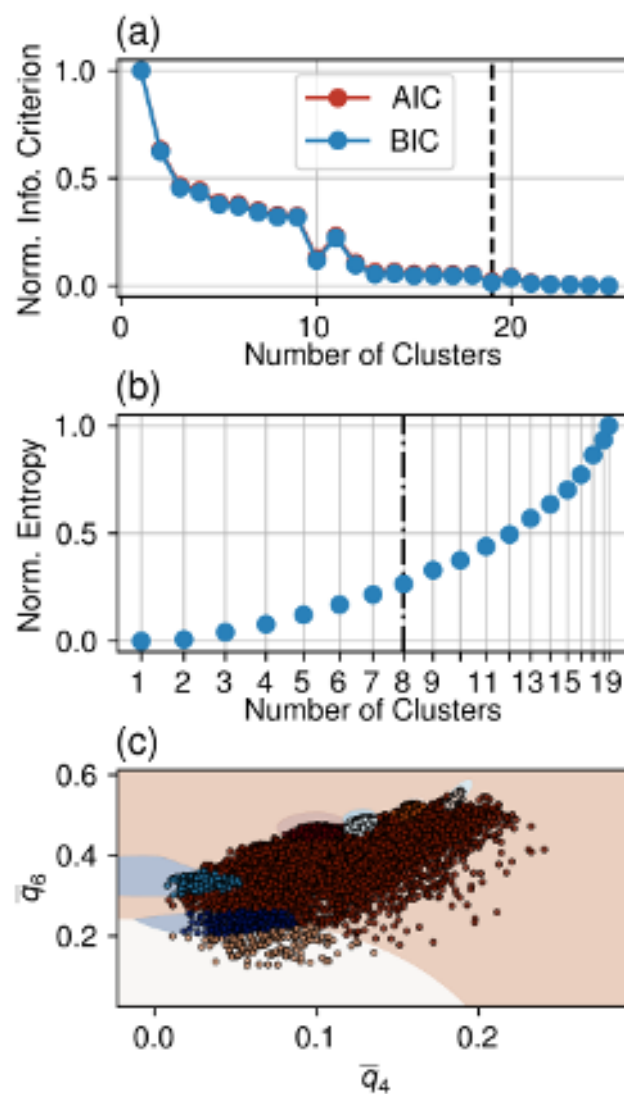 (a)
Norm. Info. Criterion
1.0
0.5
0.0
AIC
BIC
0 10 20
Number of Clusters
(b)
Norm. Entropy
1.0
0.5
0.0
1 2 3 4 5 6 7 8 9 11 13 15 19
Number of Clusters
(c)
q̅₆
0.6
0.4
0.2
0.0 0.1 0.2
q̅₄